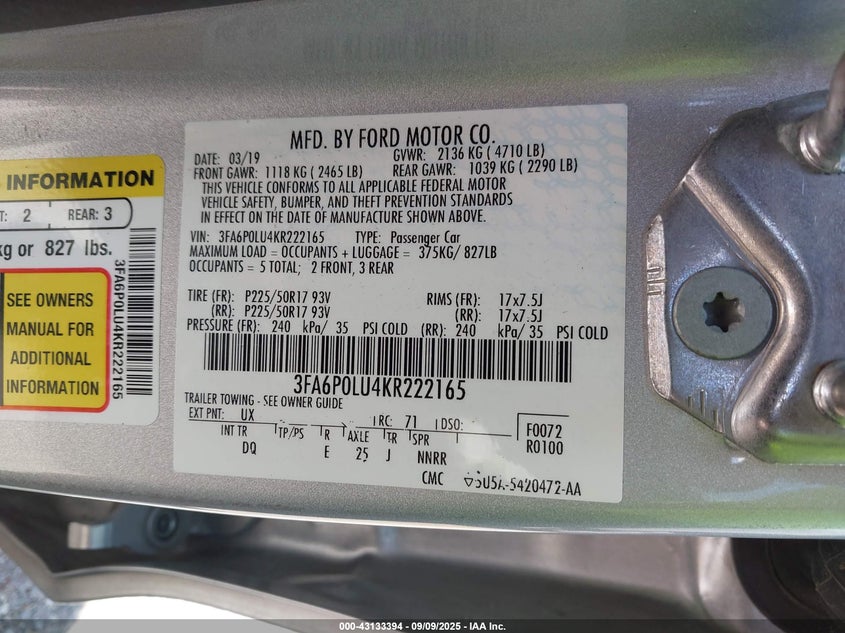 INFORMATION
2 REAR: 3
kg or 827 lbs.
SEE OWNERS
MANUAL FOR
ADDITIONAL
INFORMATION
3FA6P0LU4KR222165
MFD. BY FORD MOTOR CO.
DATE: 03/19 GVWR: 2136 KG ( 4710 LB)
FRONT GAWR: 1118 KG ( 2465 LB) REAR GAWR: 1039 KG ( 2290 LB)
THIS VEHICLE CONFORMS TO ALL APPLICABLE FEDERAL MOTOR
VEHICLE SAFETY, BUMPER, AND THEFT PREVENTION STANDARDS
IN EFFECT ON THE DATE OF MANUFACTURE SHOWN ABOVE.
VIN: 3FA6P0LU4KR222165 TYPE: Passenger Car
MAXIMUM LOAD = OCCUPANTS + LUGGAGE = 375KG/ 827LB
OCCUPANTS = 5 TOTAL; 2 FRONT, 3 REAR
TIRE (FR): P225/50R17 93V RIMS (FR): 17x7.5J
(RR): P225/50R17 93V (RR): 17x7.5J
PRESSURE (FR): 240 kPa/ 35 PSI COLD (RR): 240 kPa/ 35 PSI COLD
3FA6P0LU4KR222165
TRAILER TOWING - SEE OWNER GUIDE
EXT PNT: UX RC: 71 DSO: F0072
INT TR TP/PS R AXLE TR SPR R0100
DQ E 25 J NNRR
CMC 5U5A-5420472-AA
000-43133394 - 09/09/2025 - IAA Inc.